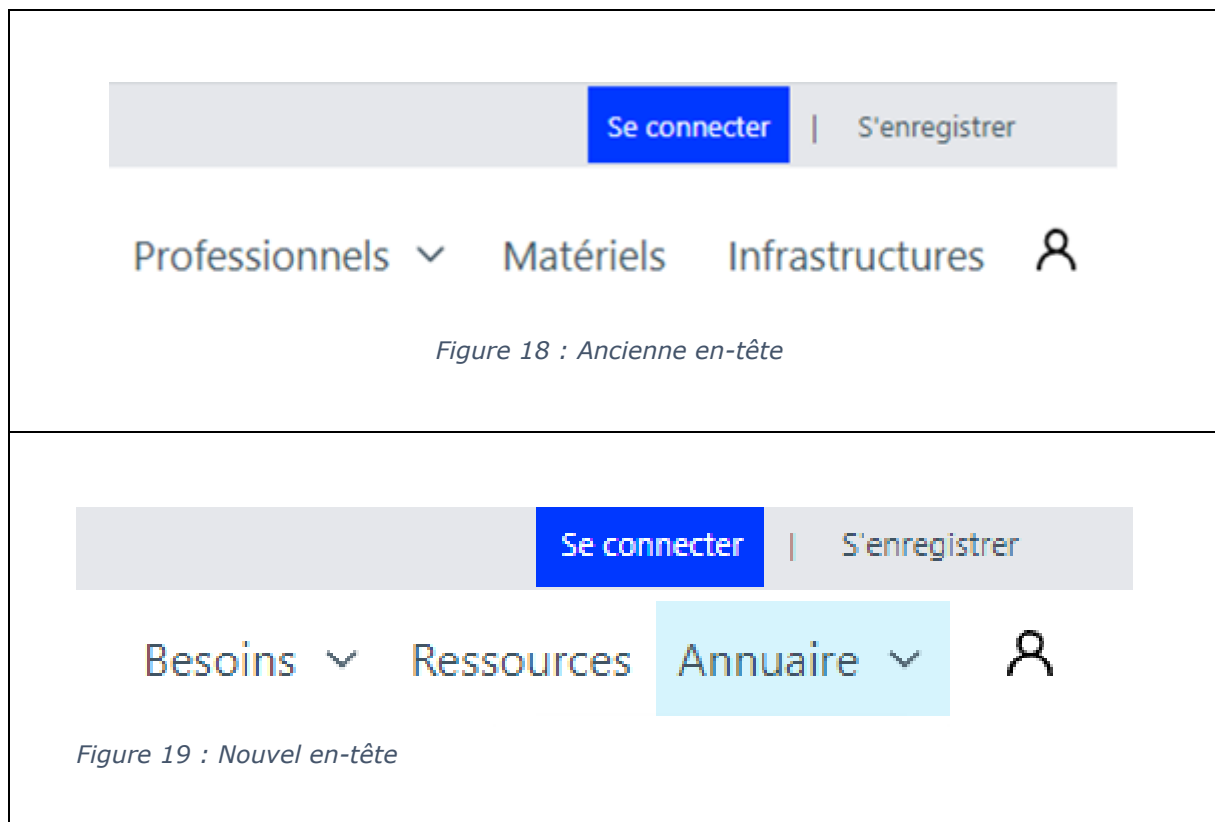 Se connecter | S'enregistrer
Professionnels Matériels Infrastructures
Figure 18 : Ancienne en-tête
Se connecter | S'enregistrer
Besoins Ressources Annuaire
Figure 19 : Nouvel en-tête